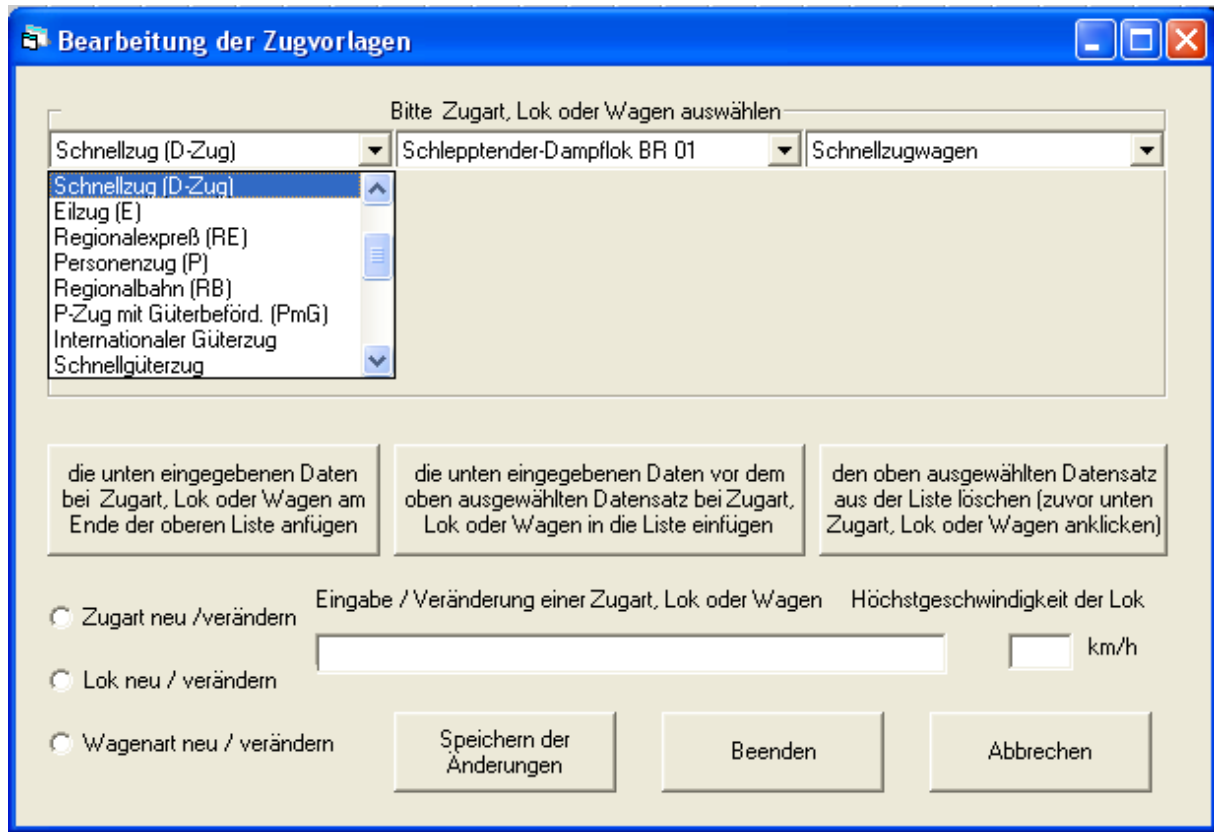 Bearbeitung der Zugvorlagen
Bitte Zugart, Lok oder Wagen auswählen
Schnellzug (D-Zug)
Schlepptender-Dampflok BR 01
Schnellzugwagen
Schnellzug (D-Zug)
Eilzug (E)
Regionalexpreß (RE)
Personenzug (P)
Regionalbahn (RB)
P-Zug mit Güterbeförd. (PmG)
Internationaler Güterzug
Schnellgüterzug
die unten eingegebenen Daten
bei Zugart, Lok oder Wagen am
Ende der oberen Liste anfügen
die unten eingegebenen Daten vor dem
oben ausgewählten Datensatz bei Zugart,
Lok oder Wagen in die Liste einfügen
den oben ausgewählten Datensatz
aus der Liste löschen (zuvor unten
Zugart, Lok oder Wagen anklicken)
Zugart neu /verändern
Eingabe / Veränderung einer Zugart, Lok oder Wagen
Höchstgeschwindigkeit der Lok
km/h
Lok neu / verändern
Wagenart neu / verändern
Speichern der
Änderungen
Beenden
Abbrechen